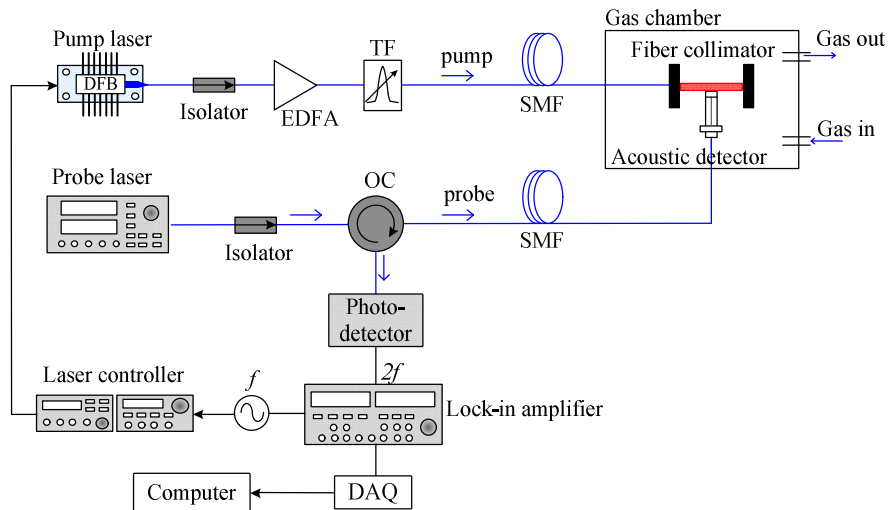 Gas chamber
Pump laser
TF
pump
Fiber collimator
Gas out
DFB
Isolator
EDFA
SMF
Gas in
Acoustic detector
Probe laser
OC
probe
Isolator
SMF
Photo-
detector
Laser controller
f
2f
Lock-in amplifier
Computer
DAQ